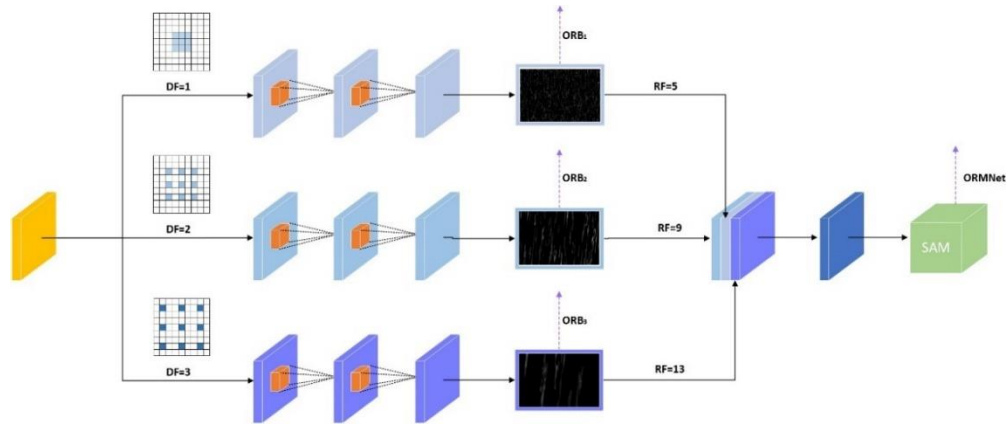 ORB₁
DF=1
RF=5
ORB₂
ORMNet
DF=2
RF=9
SAM
ORB₃
DF=3
RF=13